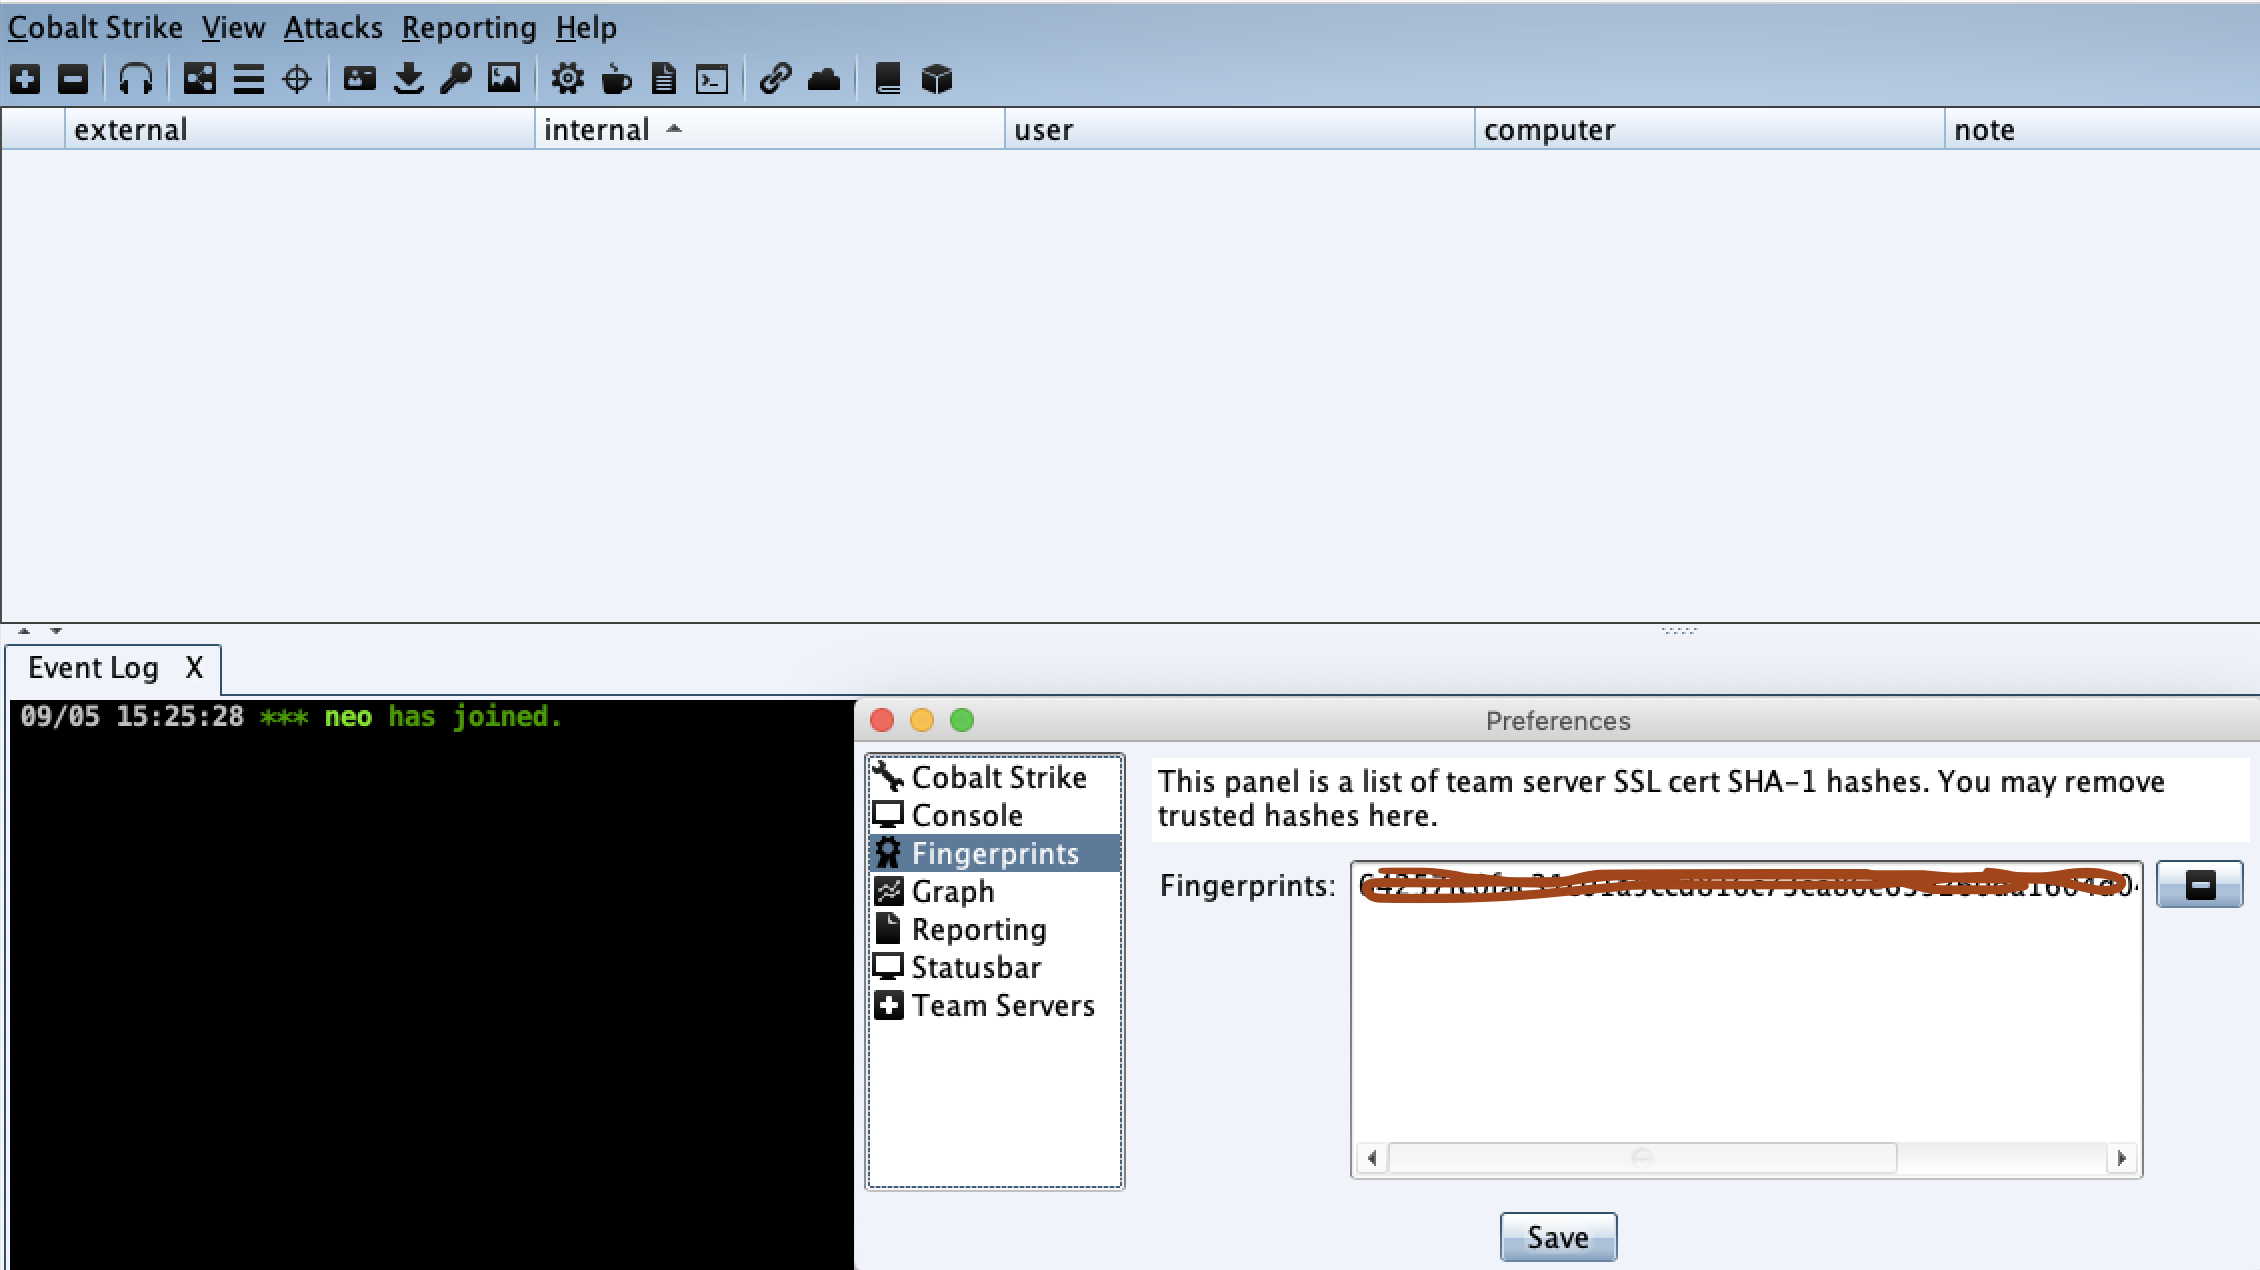 Cobalt Strike View Attacks Reporting Help
external internal user computer note
Event Log X
09/05 15:25:28 *** neo has joined.
Preferences
Cobalt Strike
Console
Fingerprints
Graph
Reporting
Statusbar
Team Servers
This panel is a list of team server SSL cert SHA-1 hashes. You may remove
trusted hashes here.
Fingerprints:
Save